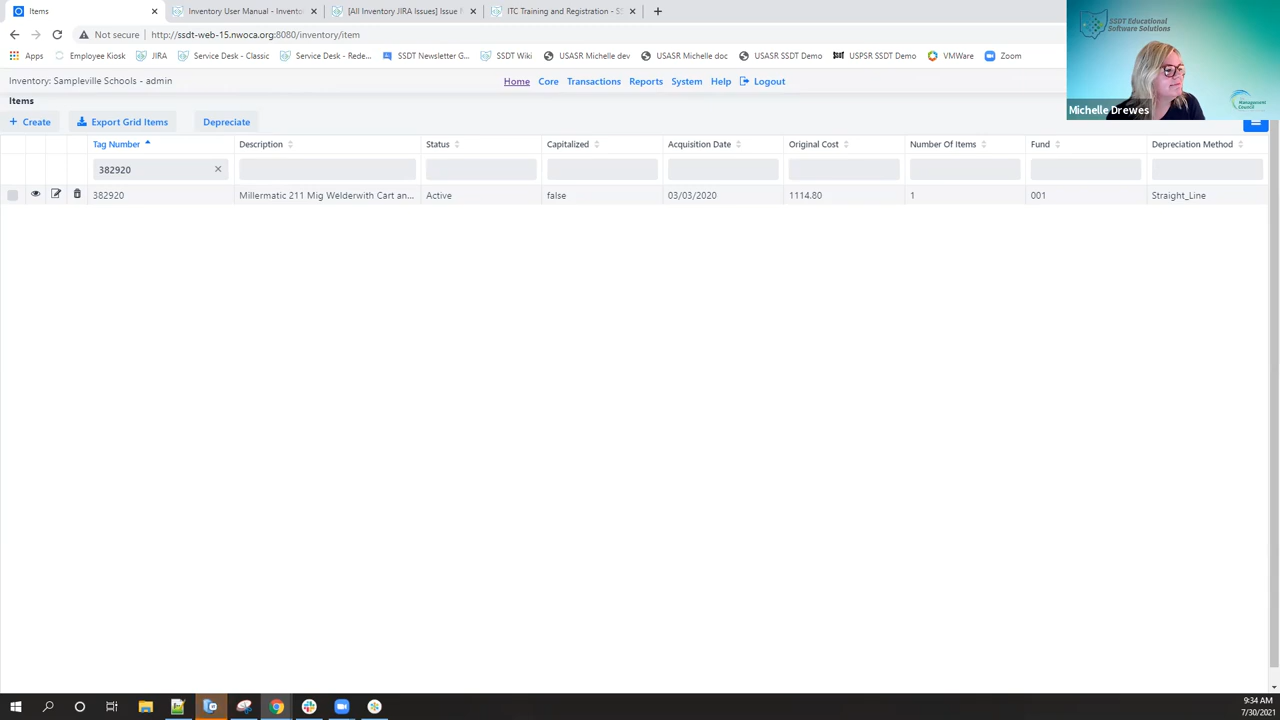 Items
Inventory User Manual - Invento
[All Inventory JIRA Issues] Issue I
ITC Training and Registration - SS
Not secure
http://ssdt-web-15.nwoca.org:8080/inventory/item
Apps
Employee Kiosk
JIRA
Service Desk - Classic
Service Desk - Rede...
SSDT Newsletter G...
SSDT Wiki
USASR Michelle dev
USASR Michelle doc
USASR SSDT Demo
USPSR SSDT Demo
VMWare
Zoom
SSDT Educational
Software Solutions
Management
Council
Michelle Drewes
Inventory: Sampleville Schools - admin
Home Core Transactions Reports System Help Logout
Items
+ Create Export Grid Items Depreciate
Tag Number Description Status Capitalized Acquisition Date Original Cost Number Of Items Fund Depreciation Method
382920
382920 Millermatic 211 Mig Welderwith Cart an... Active false 03/03/2020 1114.80 1 001 Straight_Line
9:34 AM
7/30/2021